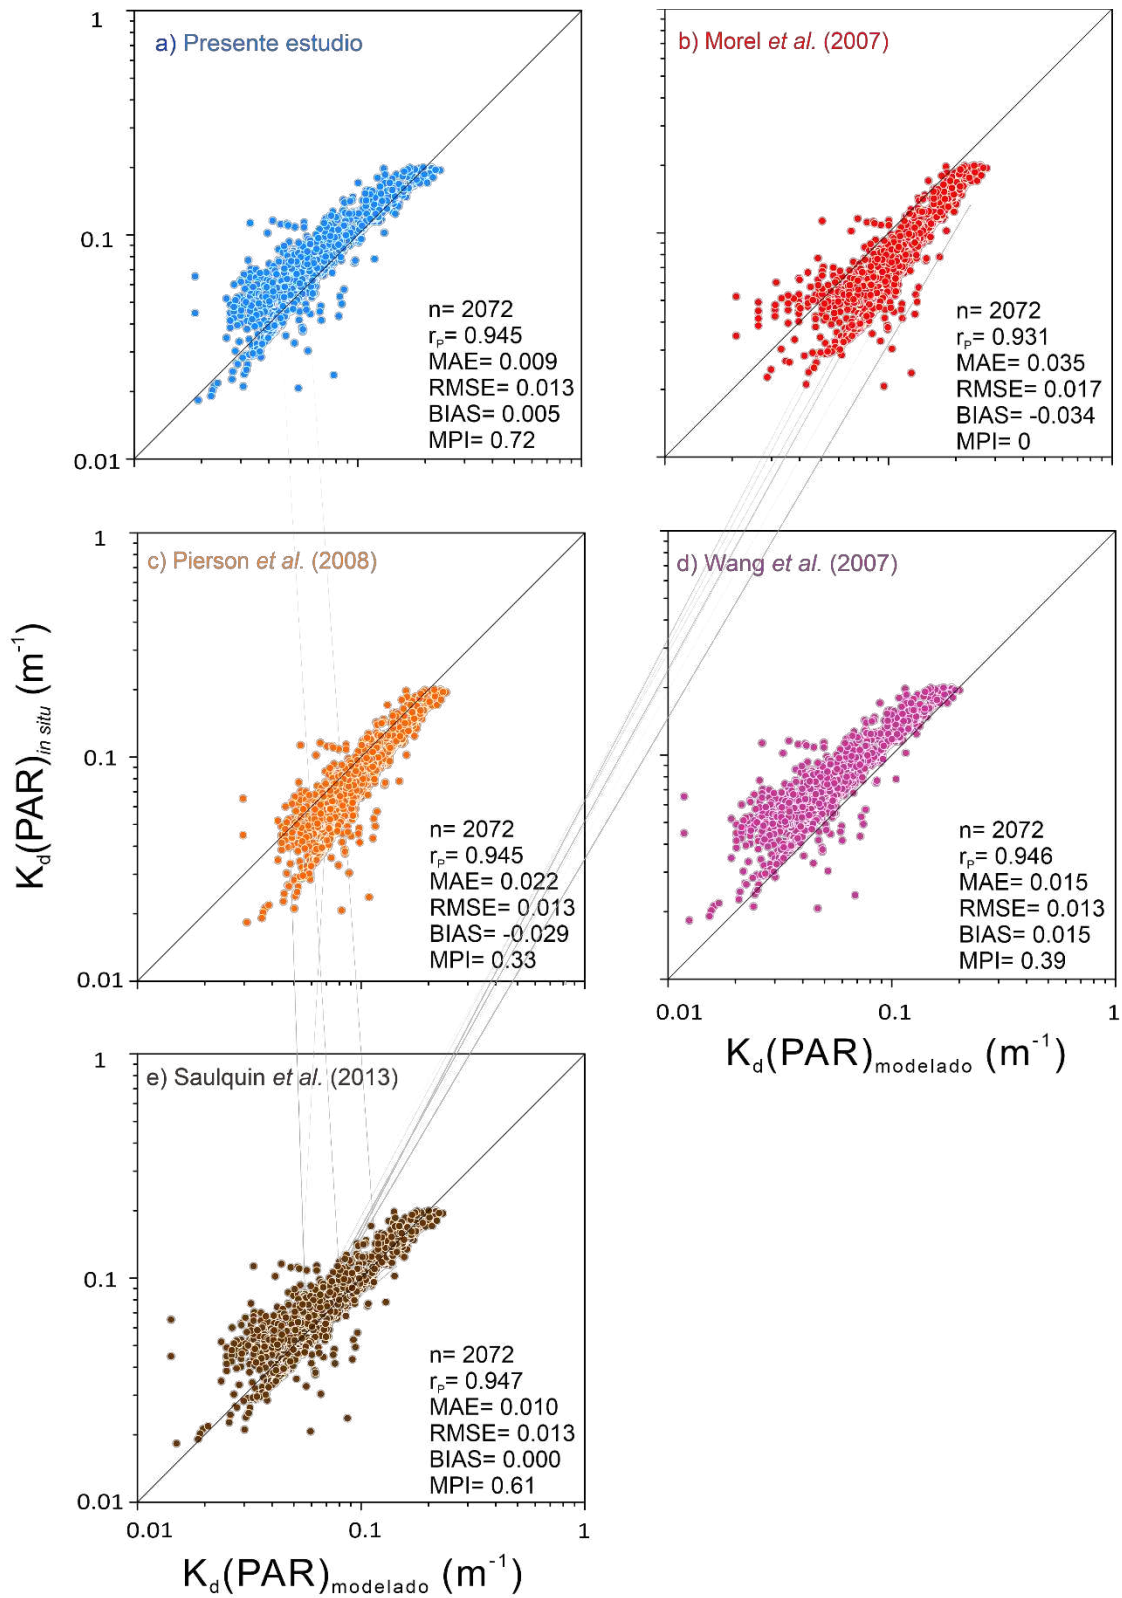 a) Presente estudio
1
0.1
0.01
n= 2072
rₚ= 0.945
MAE= 0.009
RMSE= 0.013
BIAS= 0.005
MPI= 0.72
b) Morel et al. (2007)
n= 2072
rₚ= 0.931
MAE= 0.035
RMSE= 0.017
BIAS= -0.034
MPI= 0
c) Pierson et al. (2008)
1
0.1
0.01
n= 2072
rₚ= 0.945
MAE= 0.022
RMSE= 0.013
BIAS= -0.029
MPI= 0.33
d) Wang et al. (2007)
n= 2072
rₚ= 0.946
MAE= 0.015
RMSE= 0.013
BIAS= 0.015
MPI= 0.39
0.01 0.1 1
K_d(PAR)_modelado (m⁻¹)
K_d(PAR)_in situ (m⁻¹)
e) Saulquin et al. (2013)
1
0.1
0.01
n= 2072
rₚ= 0.947
MAE= 0.010
RMSE= 0.013
BIAS= 0.000
MPI= 0.61
0.01 0.1 1
K_d(PAR)_modelado (m⁻¹)